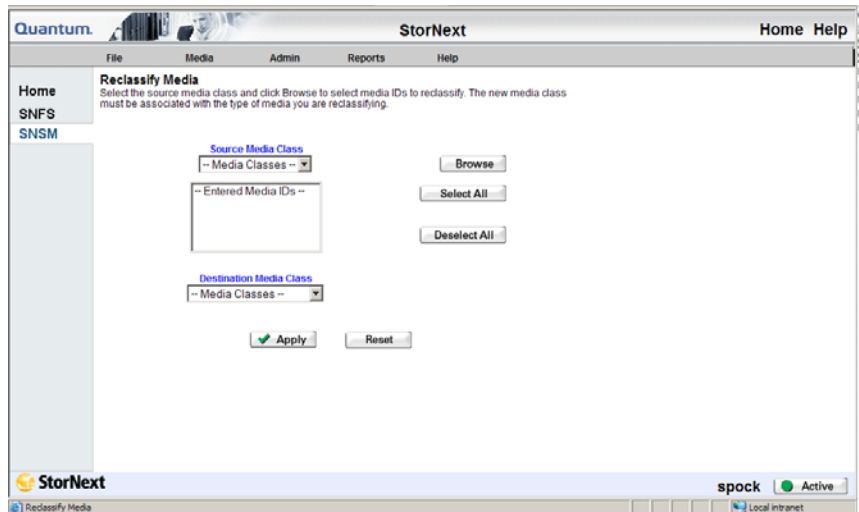 Quantum.
StorNext
Home Help
File Media Admin Reports Help
Home
SNFS
SNSM
Reclassify Media
Select the source media class and click Browse to select media IDs to reclassify. The new media class
must be associated with the type of media you are reclassifying.
Source Media Class
-- Media Classes --
Browse
-- Entered Media IDs --
Select All
Deselect All
Destination Media Class
-- Media Classes --
Apply Reset
StorNext
spock Active
Reclassify Media Local intranet